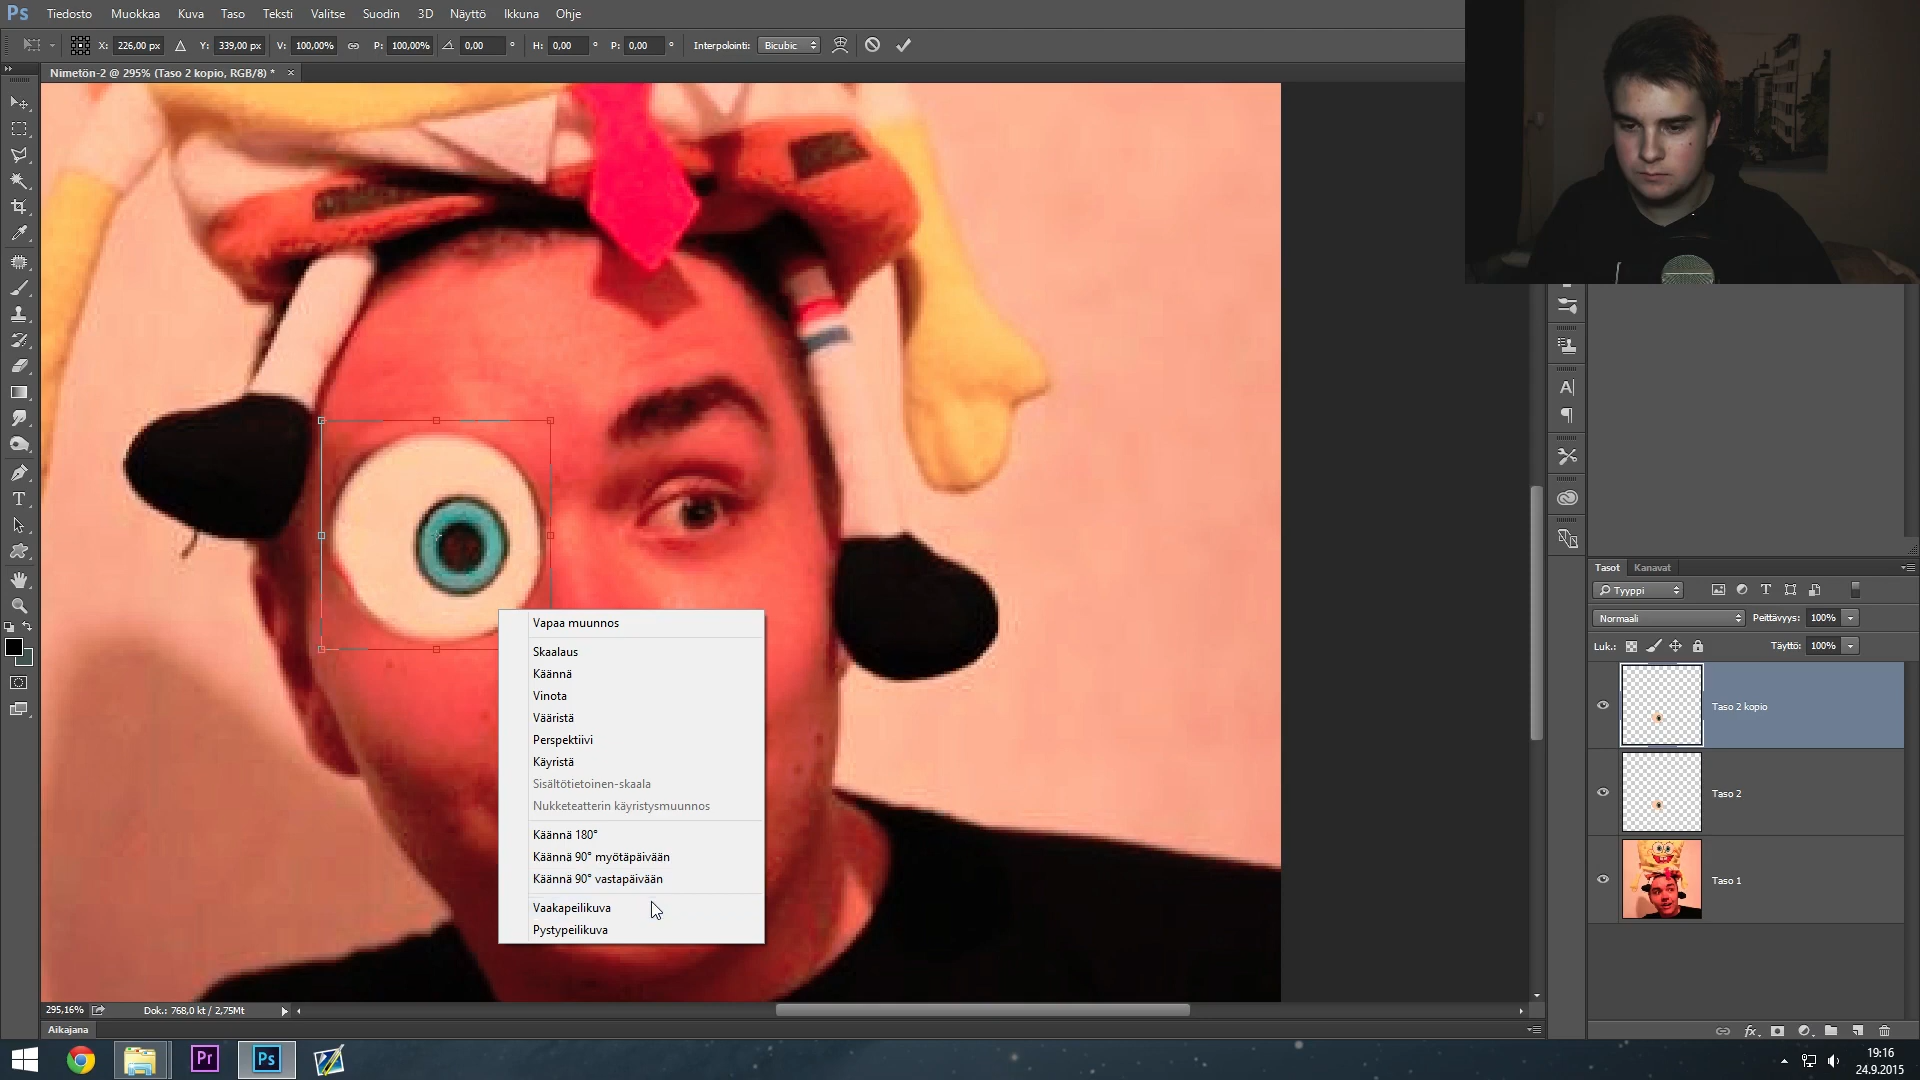 Ps Tiedosto Muokkaa Kuva Taso Teksti Valitse Suodin 3D Näyttö Ikkuna Ohje
X: 226,00 px Y: 339,00 px V: 100,00% P: 100,00% 0,00 ° H: 0,00 ° P: 0,00 ° Interpolointi: Bicubic
Nimetön-2 @ 295% (Taso 2 kopio, RGB/8) * ×
Vapaa muunnos
Skaalaus
Käännä
Vinota
Vääristä
Perspektiivi
Käyristä
Sisältötietoinen-skaala
Nukketeatterin käyristysmuunnos
Käännä 180°
Käännä 90° myötäpäivään
Käännä 90° vastapäivään
Vaakapeilikuva
Pystypeilikuva
Tasot Kanavat
Tyyppi
Normaali Peittävyys: 100%
Luk.: Täyttö: 100%
Taso 2 kopio
Taso 2
Taso 1
fx
295,16% Dok.: 768,0 kt / 2,75Mt
Aikajana
Pr Ps
19:16
24.9.2015